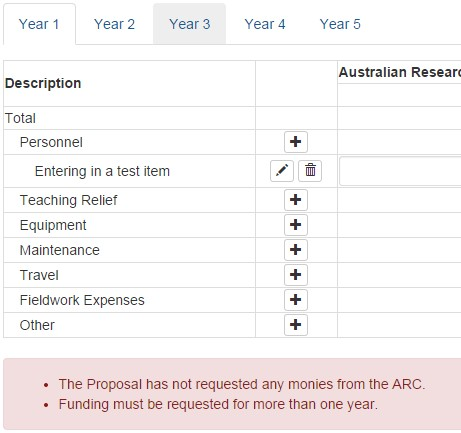 Year 1 Year 2 Year 3 Year 4 Year 5
Australian Researc
Description
Total
Personnel
Entering in a test item
Teaching Relief
Equipment
Maintenance
Travel
Fieldwork Expenses
Other
The Proposal has not requested any monies from the ARC.
Funding must be requested for more than one year.